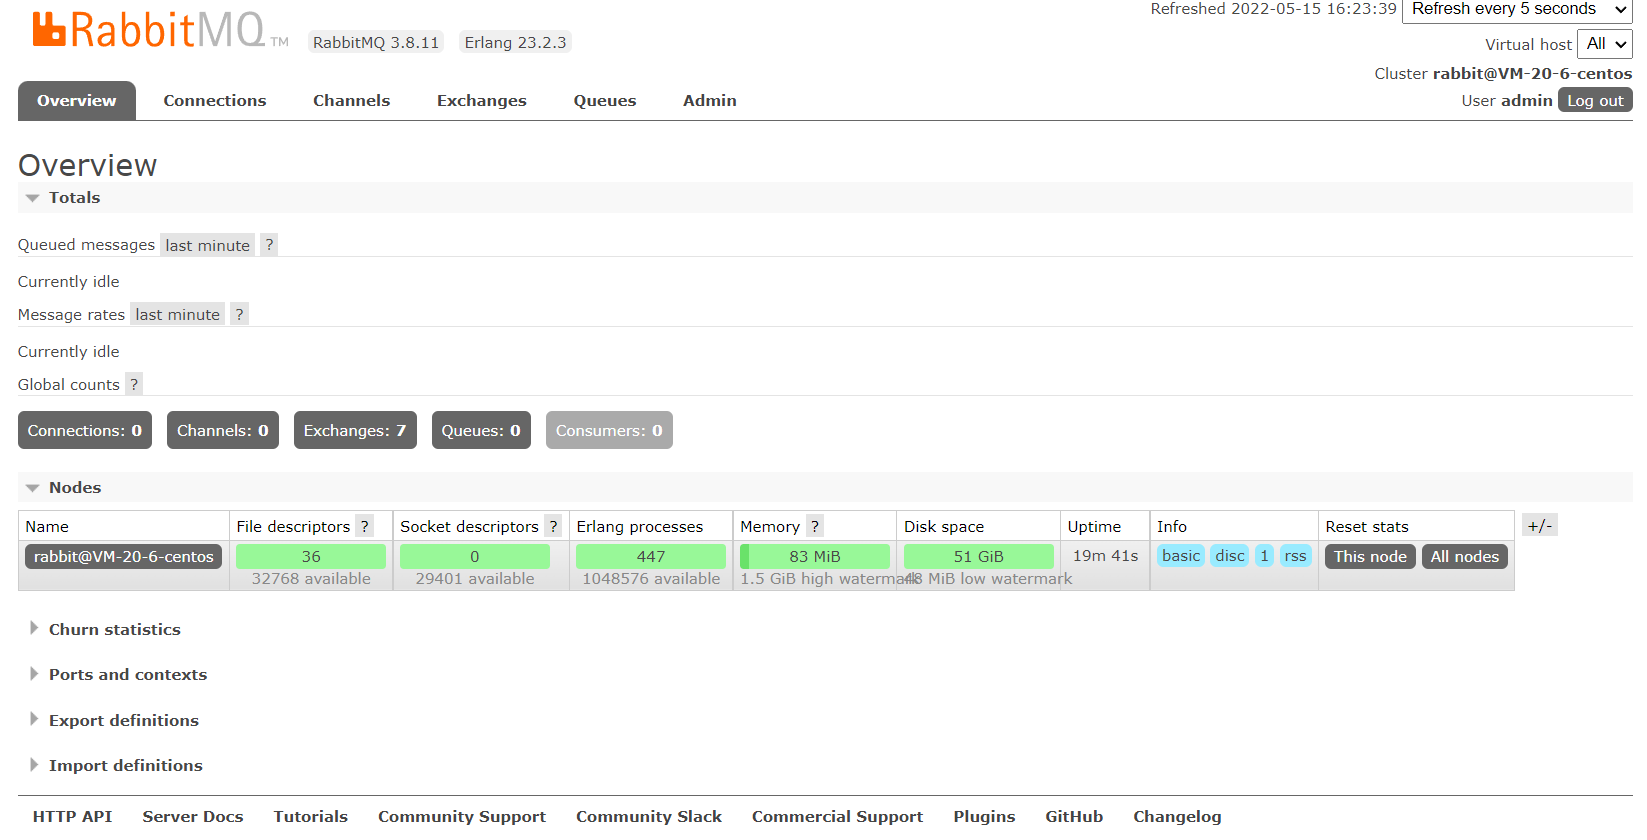 RabbitMQ TM RabbitMQ 3.8.11 Erlang 23.2.3
Refreshed 2022-05-15 16:23:39 Refresh every 5 seconds
Virtual host All
Cluster rabbit@VM-20-6-centos
User admin Log out
Overview Connections Channels Exchanges Queues Admin
Overview
Totals
Queued messages last minute ?
Currently idle
Message rates last minute ?
Currently idle
Global counts ?
Connections: 0 Channels: 0 Exchanges: 7 Queues: 0 Consumers: 0
Nodes
Name File descriptors ? Socket descriptors ? Erlang processes Memory ? Disk space Uptime Info Reset stats +/-
rabbit@VM-20-6-centos 36 0 447 83 MiB 51 GiB 19m 41s basic disc 1 rss This node All nodes
32768 available 29401 available 1048576 available 1.5 GiB high watermark 48 MiB low watermark
Churn statistics
Ports and contexts
Export definitions
Import definitions
HTTP API Server Docs Tutorials Community Support Community Slack Commercial Support Plugins GitHub Changelog